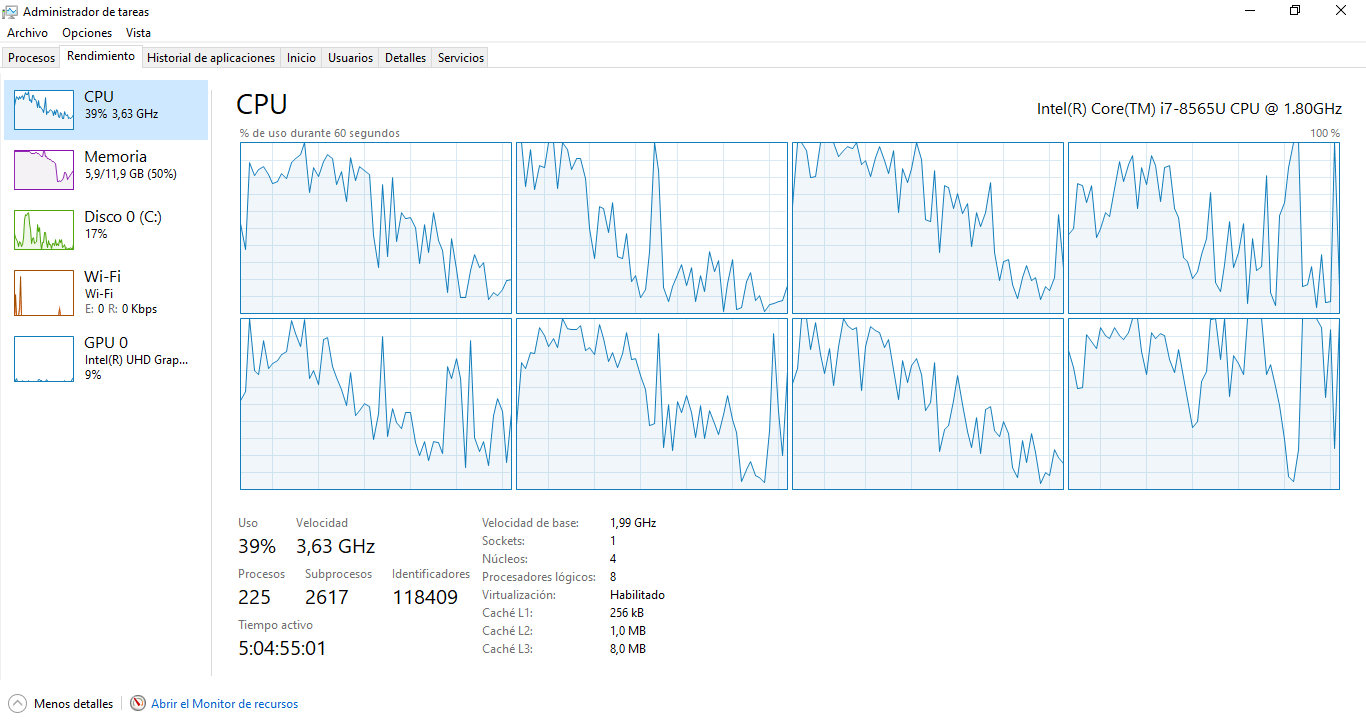 Administrador de tareas
Archivo Opciones Vista
Procesos Rendimiento Historial de aplicaciones Inicio Usuarios Detalles Servicios
CPU
39% 3,63 GHz
Memoria
5,9/11,9 GB (50%)
Disco 0 (C:)
17%
Wi-Fi
Wi-Fi
E: 0 R: 0 Kbps
GPU 0
Intel(R) UHD Grap...
9%
CPU
Intel(R) Core(TM) i7-8565U CPU @ 1.80GHz
% de uso durante 60 segundos
100 %
Uso Velocidad
39% 3,63 GHz
Procesos Subprocesos Identificadores
225 2617 118409
Tiempo activo
5:04:55:01
Velocidad de base: 1,99 GHz
Sockets: 1
Núcleos: 4
Procesadores lógicos: 8
Virtualización: Habilitado
Caché L1: 256 kB
Caché L2: 1,0 MB
Caché L3: 8,0 MB
Menos detalles
Abrir el Monitor de recursos